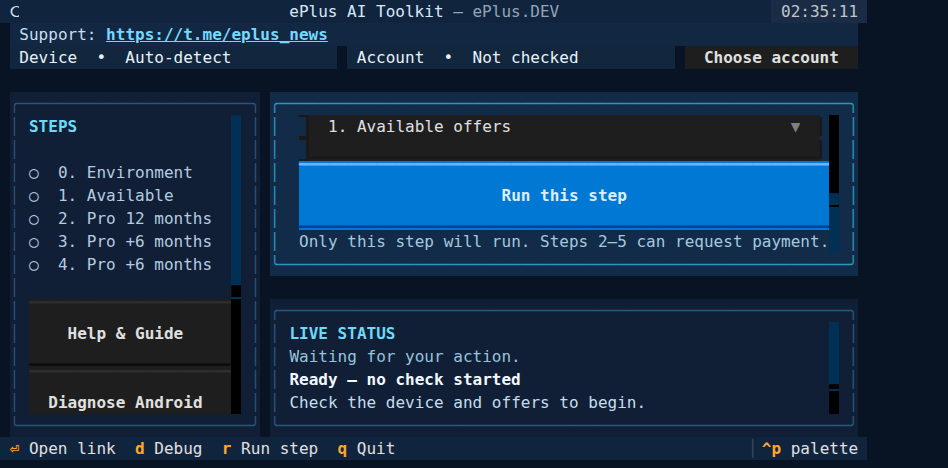 C ePlus AI Toolkit — ePlus.DEV 02:35:11
Support: https://t.me/eplus_news
Device • Auto-detect Account • Not checked Choose account
STEPS
○ 0. Environment
○ 1. Available
○ 2. Pro 12 months
○ 3. Pro +6 months
○ 4. Pro +6 months
Help & Guide
Diagnose Android
1. Available offers ▼
Run this step
Only this step will run. Steps 2–5 can request payment.
LIVE STATUS
Waiting for your action.
Ready — no check started
Check the device and offers to begin.
⏎ Open link d Debug r Run step q Quit ^p palette